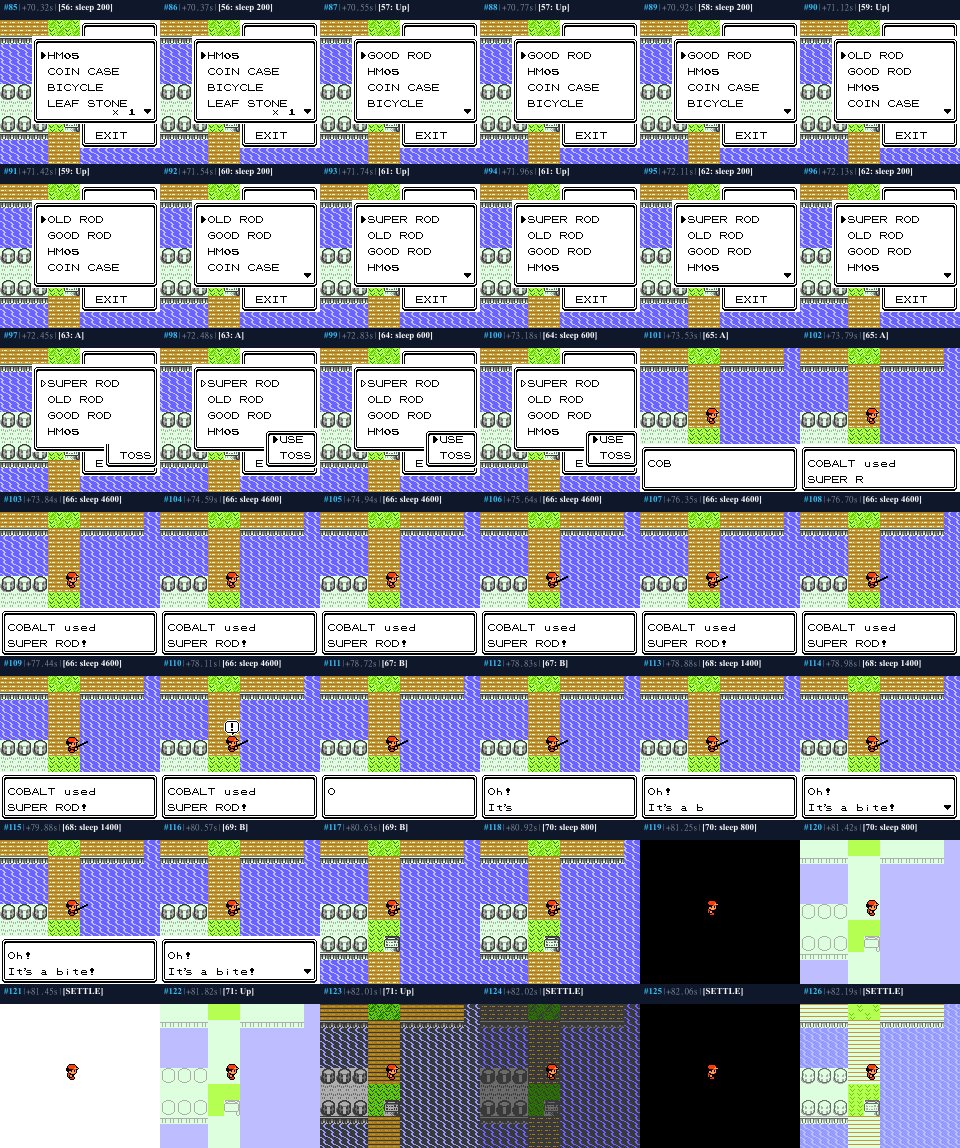 #85|+70.32s|[56: sleep 200]
▶HM05
COIN CASE
BICYCLE
LEAF STONE
× 1
EXIT
#86|+70.37s|[56: sleep 200]
▶HM05
COIN CASE
BICYCLE
LEAF STONE
× 1
EXIT
#87|+70.55s|[57: Up]
▶GOOD ROD
HM05
COIN CASE
BICYCLE
EXIT
#88|+70.77s|[57: Up]
▶GOOD ROD
HM05
COIN CASE
BICYCLE
EXIT
#89|+70.92s|[58: sleep 200]
▶GOOD ROD
HM05
COIN CASE
BICYCLE
EXIT
#90|+71.12s|[59: Up]
▶OLD ROD
GOOD ROD
HM05
COIN CASE
EXIT
#91|+71.42s|[59: Up]
▶OLD ROD
GOOD ROD
HM05
COIN CASE
EXIT
#92|+71.54s|[60: sleep 200]
▶OLD ROD
GOOD ROD
HM05
COIN CASE
EXIT
#93|+71.74s|[61: Up]
▶SUPER ROD
OLD ROD
GOOD ROD
HM05
EXIT
#94|+71.96s|[61: Up]
▶SUPER ROD
OLD ROD
GOOD ROD
HM05
EXIT
#95|+72.11s|[62: sleep 200]
▶SUPER ROD
OLD ROD
GOOD ROD
HM05
EXIT
#96|+72.13s|[62: sleep 200]
▶SUPER ROD
OLD ROD
GOOD ROD
HM05
EXIT
#97|+72.45s|[63: A]
▷SUPER ROD
OLD ROD
GOOD ROD
HM05
TOSS
E
#98|+72.48s|[63: A]
▷SUPER ROD
OLD ROD
GOOD ROD
HM05
▶USE
TOSS
E
#99|+72.83s|[64: sleep 600]
▷SUPER ROD
OLD ROD
GOOD ROD
HM05
▶USE
TOSS
E
#100|+73.18s|[64: sleep 600]
▷SUPER ROD
OLD ROD
GOOD ROD
HM05
▶USE
TOSS
E
#101|+73.53s|[65: A]
COB
#102|+73.79s|[65: A]
COBALT used
SUPER R
#103|+73.84s|[66: sleep 4600]
COBALT used
SUPER ROD!
#104|+74.59s|[66: sleep 4600]
COBALT used
SUPER ROD!
#105|+74.94s|[66: sleep 4600]
COBALT used
SUPER ROD!
#106|+75.64s|[66: sleep 4600]
COBALT used
SUPER ROD!
#107|+76.35s|[66: sleep 4600]
COBALT used
SUPER ROD!
#108|+76.70s|[66: sleep 4600]
COBALT used
SUPER ROD!
#109|+77.44s|[66: sleep 4600]
COBALT used
SUPER ROD!
#110|+78.11s|[66: sleep 4600]
!
COBALT used
SUPER ROD!
#111|+78.72s|[67: B]
O
#112|+78.83s|[67: B]
Oh!
It's
#113|+78.88s|[68: sleep 1400]
Oh!
It's a b
#114|+78.98s|[68: sleep 1400]
Oh!
It's a bite!
#115|+79.88s|[68: sleep 1400]
Oh!
It's a bite!
#116|+80.57s|[69: B]
Oh!
It's a bite!
#117|+80.63s|[69: B]
#118|+80.92s|[70: sleep 800]
#119|+81.25s|[70: sleep 800]
#120|+81.42s|[70: sleep 800]
#121|+81.45s|[SETTLE]
#122|+81.82s|[71: Up]
#123|+82.01s|[71: Up]
#124|+82.02s|[SETTLE]
#125|+82.06s|[SETTLE]
#126|+82.19s|[SETTLE]